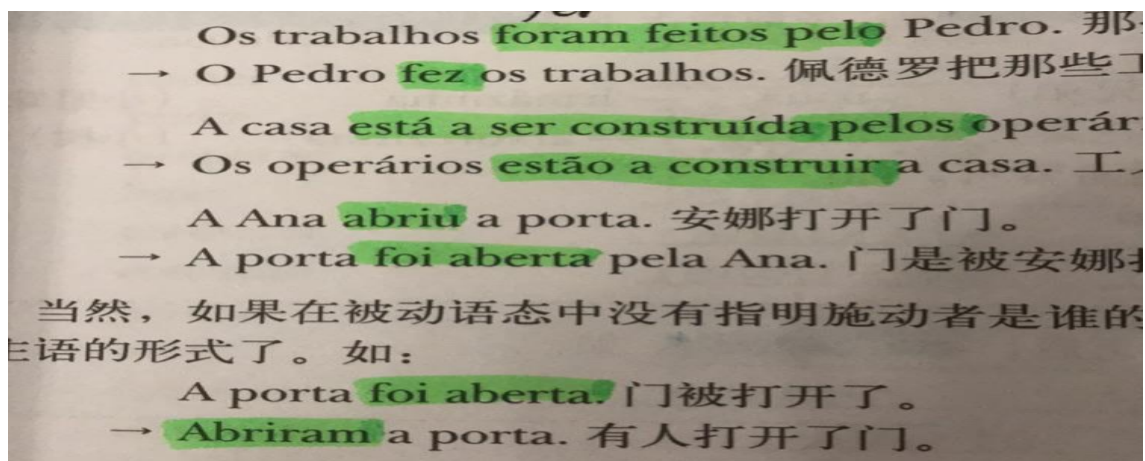 Os trabalhos foram feitos pelo Pedro. 那
→ O Pedro fez os trabalhos. 佩德罗把那些工
A casa está a ser construída pelos operár
→ Os operários estão a construir a casa. 工
A Ana abriu a porta. 安娜打开了门。
→ A porta foi aberta pela Ana. 门是被安娜
当然，如果在被动语态中没有指明施动者是谁的
主语的形式了。如：
A porta foi aberta. 门被打开了。
→ Abriram a porta. 有人打开了门。